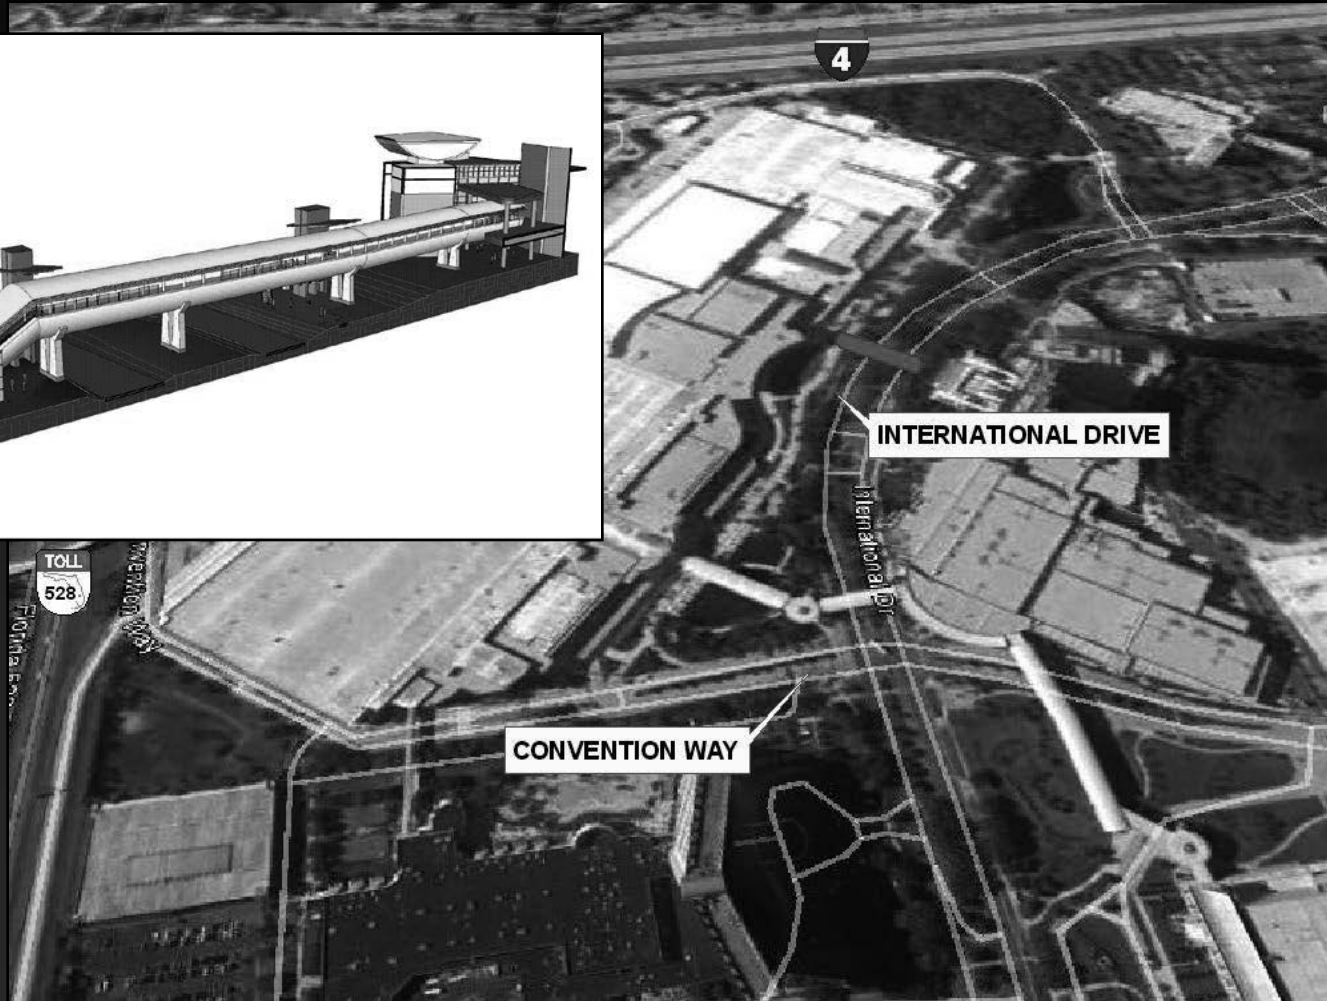 4
INTERNATIONAL DRIVE
International Dr
TOLL
528
CONVENTION WAY